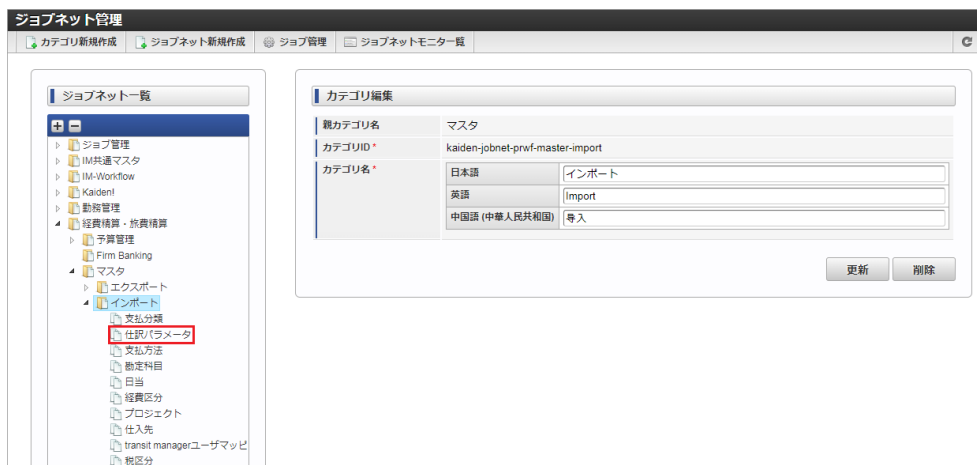 ジョブネット管理
カテゴリ新規作成 ジョブネット新規作成 ジョブ管理 ジョブネットモニタ一覧
ジョブネット一覧
ジョブ管理
IM共通マスタ
IM-Workflow
Kaiden!
勤務管理
経費精算・旅費精算
予算管理
Firm Banking
マスタ
エクスポート
インポート
支払分類
仕訳パラメータ
支払方法
勘定科目
日当
経費区分
プロジェクト
仕入先
transit managerユーザマッピ
税区分
カテゴリ編集
親カテゴリ名 マスタ
カテゴリID * kaiden-jobnet-prwf-master-import
カテゴリ名 * 日本語 インポート
英語 Import
中国語 (中華人民共和国) 导入
更新 削除